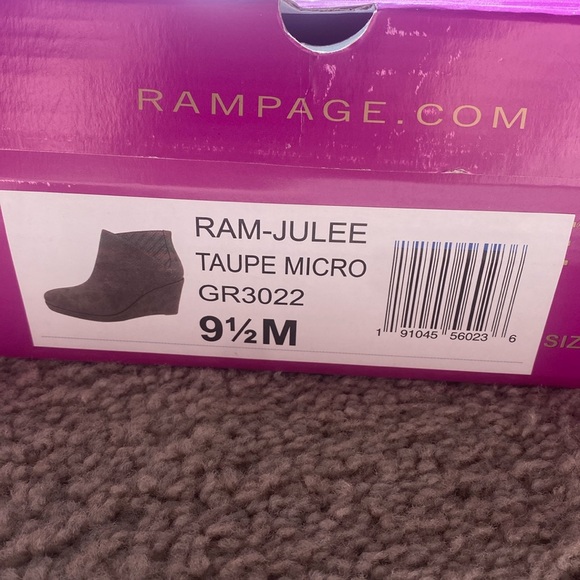 RAMPAGE.COM
RAM-JULEE
TAUPE MICRO
GR3022
9½M
1 91045 56023 6
SIZ